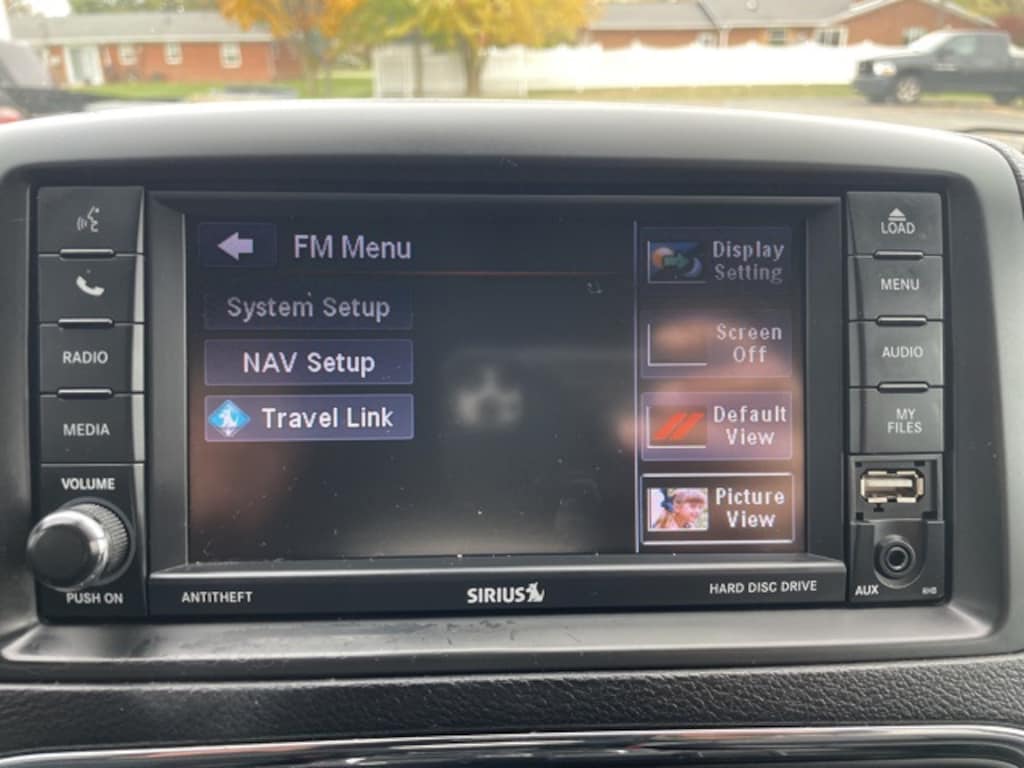 FM Menu
System Setup
NAV Setup
Travel Link
Display
Setting
Screen
Off
Default
View
Picture
View
RADIO
MEDIA
VOLUME
PUSH ON
LOAD
MENU
AUDIO
MY
FILES
AUX
RHB
ANTITHEFT
SIRIUS
HARD DISC DRIVE